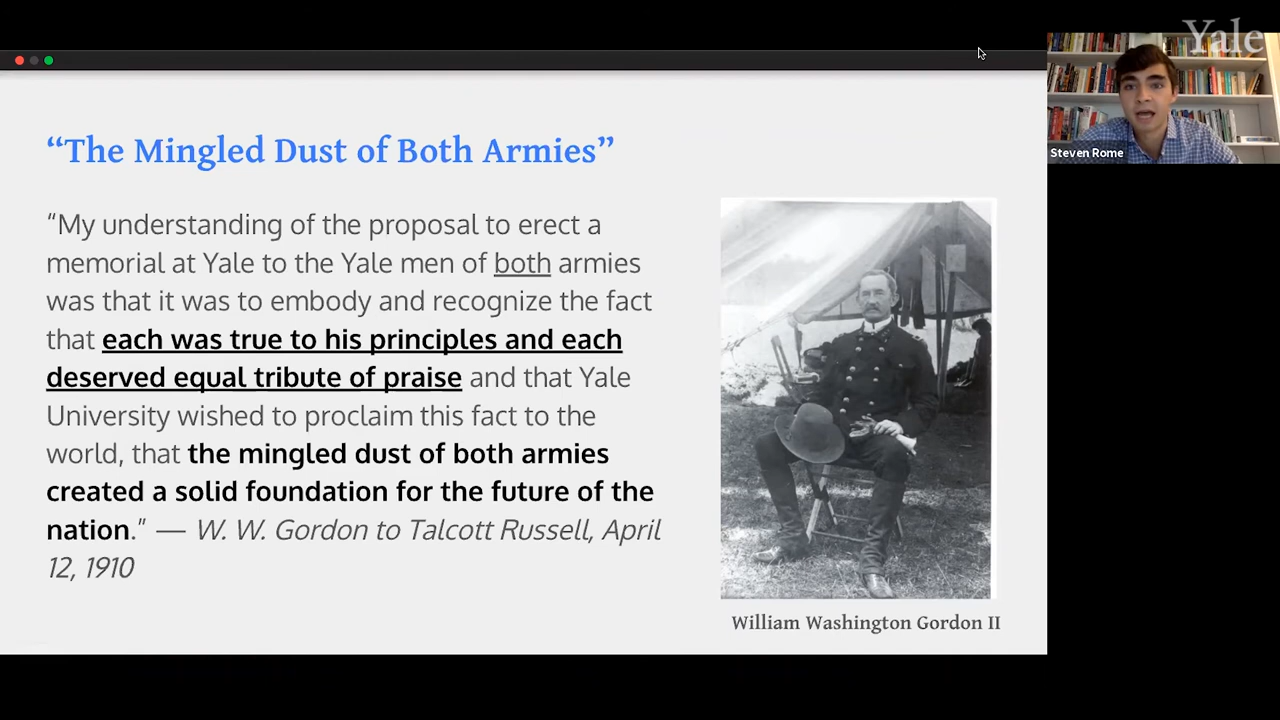 Yale
Steven Rome
“The Mingled Dust of Both Armies”
“My understanding of the proposal to erect a
memorial at Yale to the Yale men of both armies
was that it was to embody and recognize the fact
that each was true to his principles and each
deserved equal tribute of praise and that Yale
University wished to proclaim this fact to the
world, that the mingled dust of both armies
created a solid foundation for the future of the
nation.” — W. W. Gordon to Talcott Russell, April
12, 1910
William Washington Gordon II